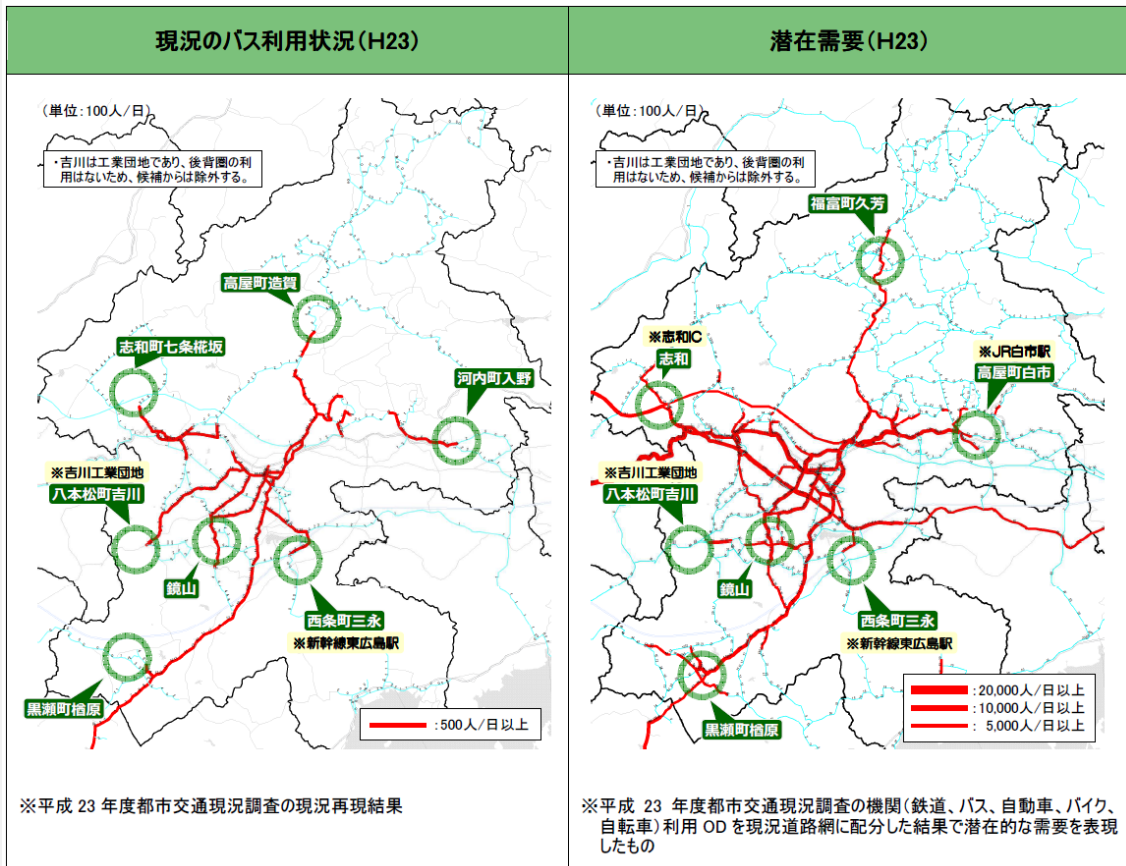 現況のバス利用状況(H23)
潜在需要(H23)
(単位:100人/日)
・吉川は工業団地であり、後背圏の利
用はないため、候補からは除外する。
高屋町造賀
志和町七条椛坂
河内町入野
※吉川工業団地
八本松町吉川
鏡山
西条町三永
※新幹線東広島駅
黒瀬町楢原
:500人/日以上
※平成23年度都市交通現況調査の現況再現結果
(単位:100人/日)
・吉川は工業団地であり、後背圏の利
用はないため、候補からは除外する。
福富町久芳
※志和IC
志和
※JR白市駅
高屋町白市
※吉川工業団地
八本松町吉川
鏡山
西条町三永
※新幹線東広島駅
黒瀬町楢原
:20,000人/日以上
:10,000人/日以上
: 5,000人/日以上
※平成 23 年度都市交通現況調査の機関(鉄道、バス、自動車、バイク、
自転車)利用 OD を現況道路網に配分した結果で潜在的な需要を表現
したもの